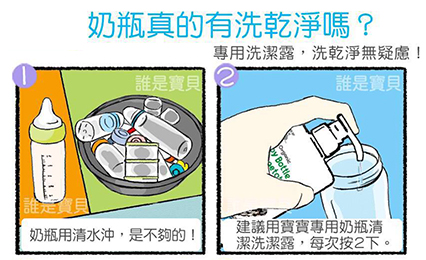 奶瓶真的有洗乾淨嗎？
專用洗潔露，洗乾淨無疑慮！
1
誰是寶貝
誰是寶貝
奶瓶用清水沖，是不夠的！
2
誰是寶貝
Organic
Bottle
建議用寶寶專用奶瓶清
潔洗潔露，每次按2下。